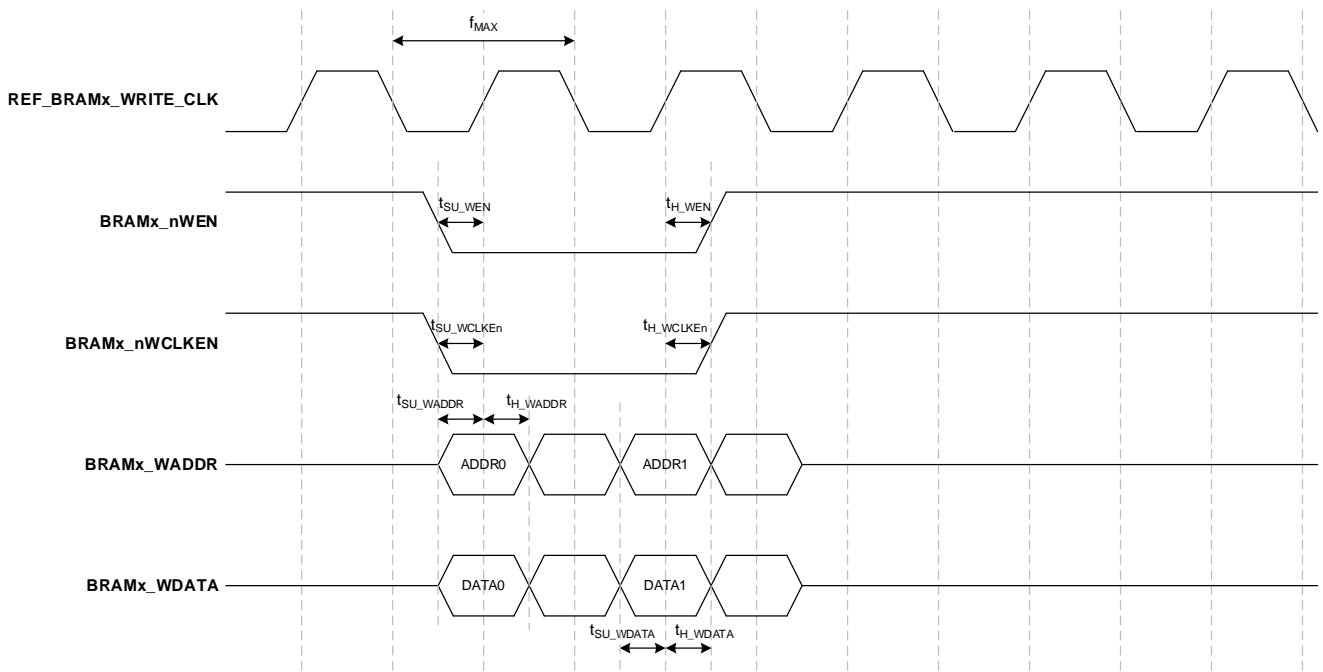 fMAX
REF_BRAMx_WRITE_CLK
tSU_WEN
tH_WEN
BRAMx_nWEN
tSU_WCLKEn
tH_WCLKEn
BRAMx_nWCLKEN
tSU_WADDR
tH_WADDR
BRAMx_WADDR
ADDR0
ADDR1
BRAMx_WDATA
DATA0
DATA1
tSU_WDATA
tH_WDATA